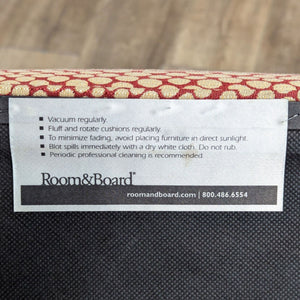 ▪ Vacuum regularly.
▪ Fluff and rotate cushions regularly.
▪ To minimize fading, avoid placing furniture in direct sunlight.
▪ Blot spills immediately with a dry white cloth. Do not rub.
▪ Periodic professional cleaning is recommended.
Room&Board®
roomandboard.com | 800.486.6554